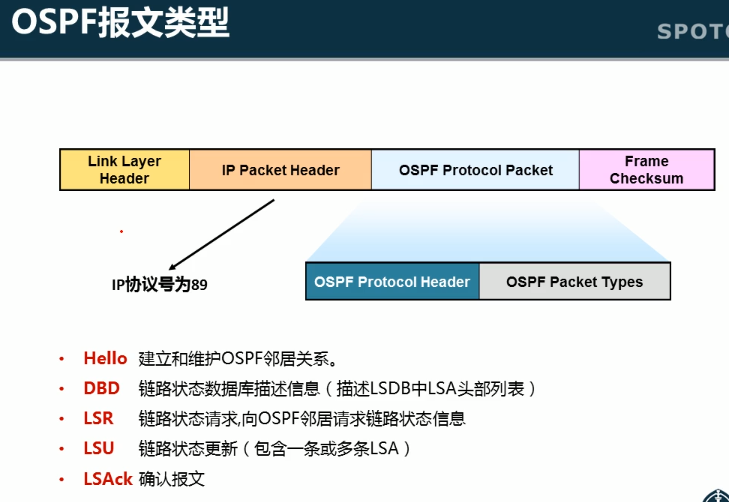 OSPF报文类型
SPOTO
Link Layer Header
IP Packet Header
OSPF Protocol Packet
Frame Checksum
IP协议号为89
OSPF Protocol Header
OSPF Packet Types
• Hello 建立和维护OSPF邻居关系。
• DBD 链路状态数据库描述信息（描述LSDB中LSA头部列表）
• LSR 链路状态请求,向OSPF邻居请求链路状态信息
• LSU 链路状态更新（包含一条或多条LSA）
• LSAck 确认报文